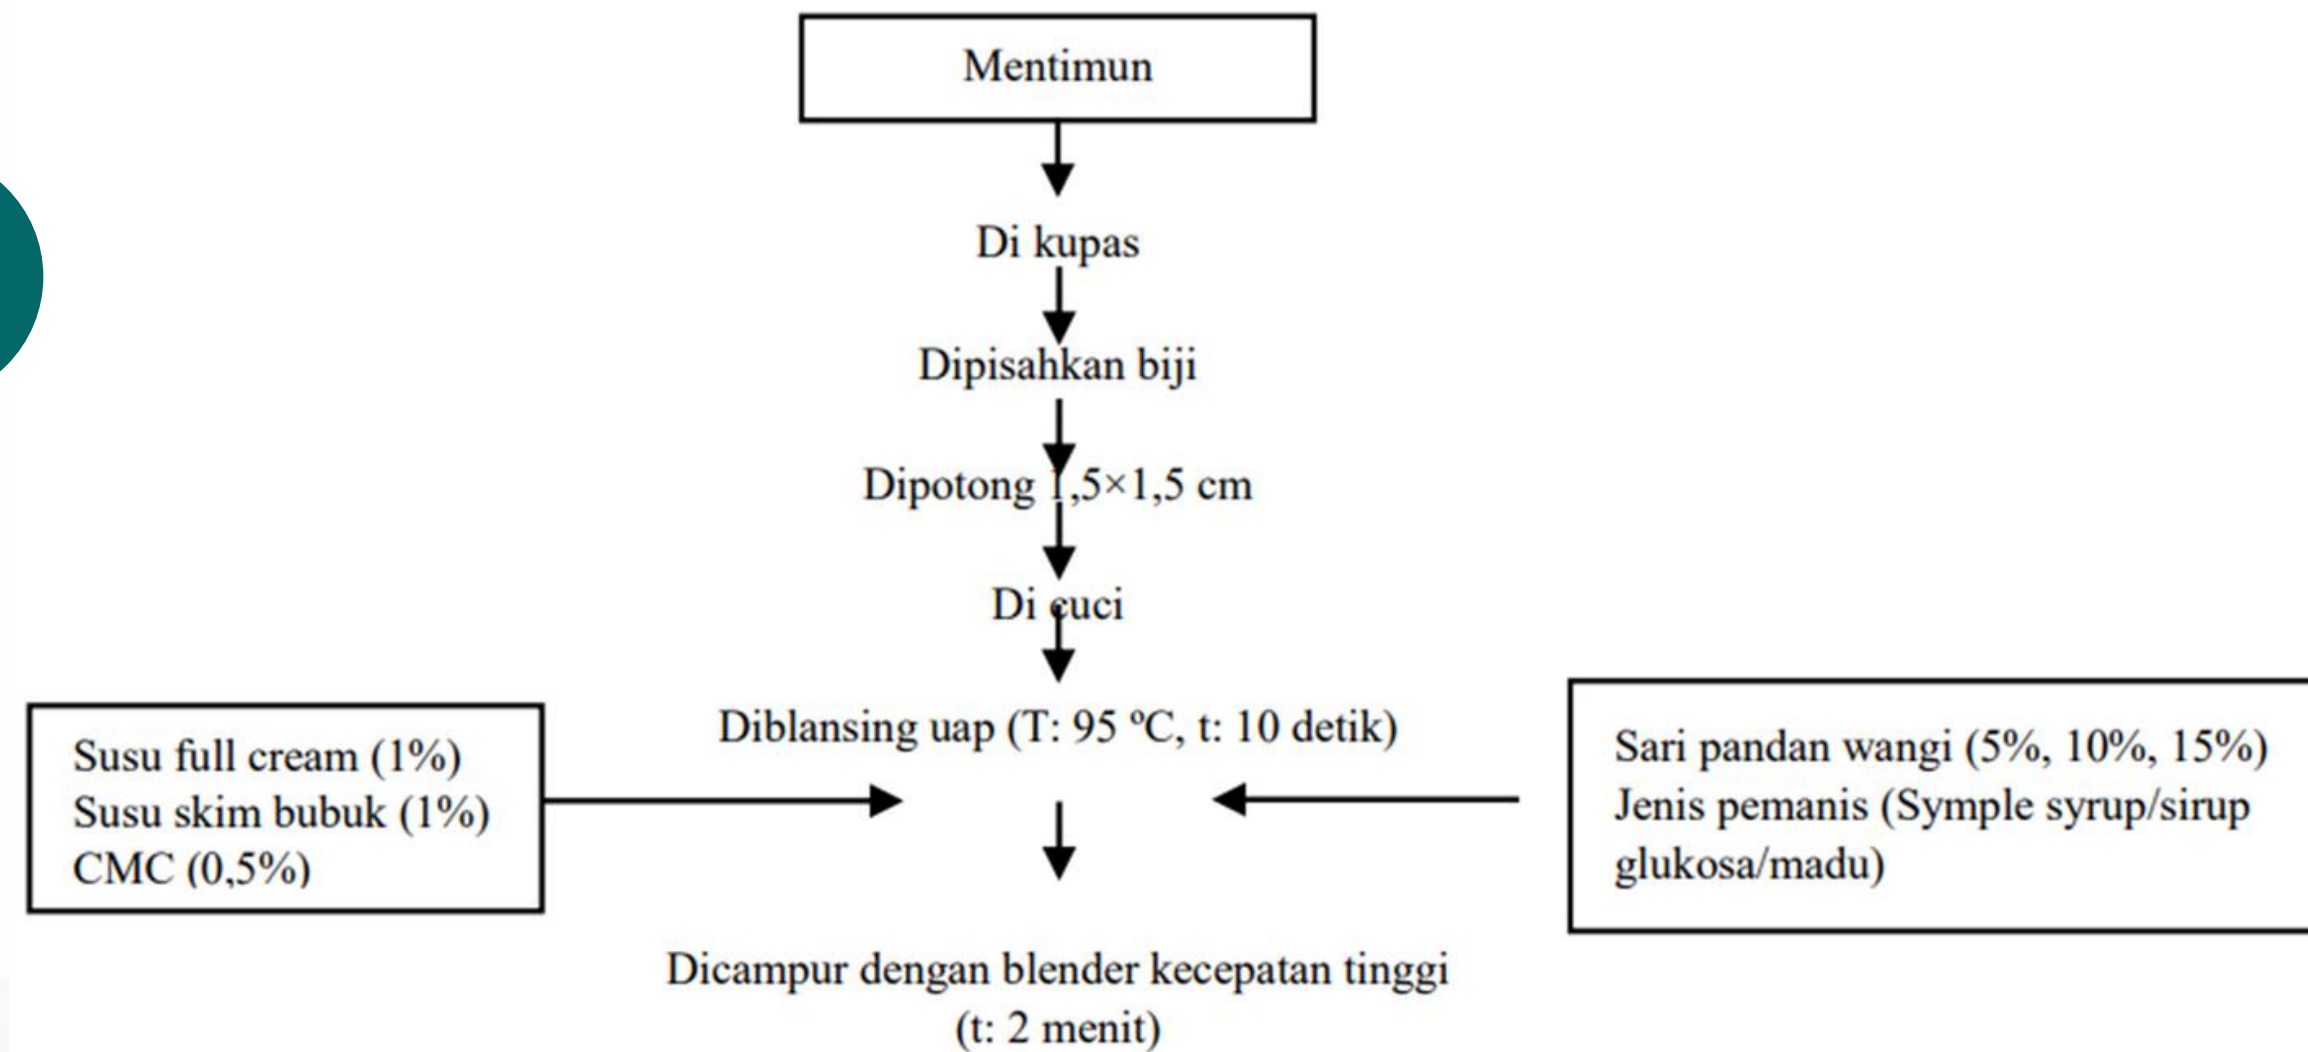 Mentimun
Di kupas
Dipisahkan biji
Dipotong 1,5×1,5 cm
Di cuci
Diblansing uap (T: 95 ºC, t: 10 detik)
Susu full cream (1%)
Susu skim bubuk (1%)
CMC (0,5%)
Sari pandan wangi (5%, 10%, 15%)
Jenis pemanis (Symple syrup/sirup
glukosa/madu)
Dicampur dengan blender kecepatan tinggi
(t: 2 menit)